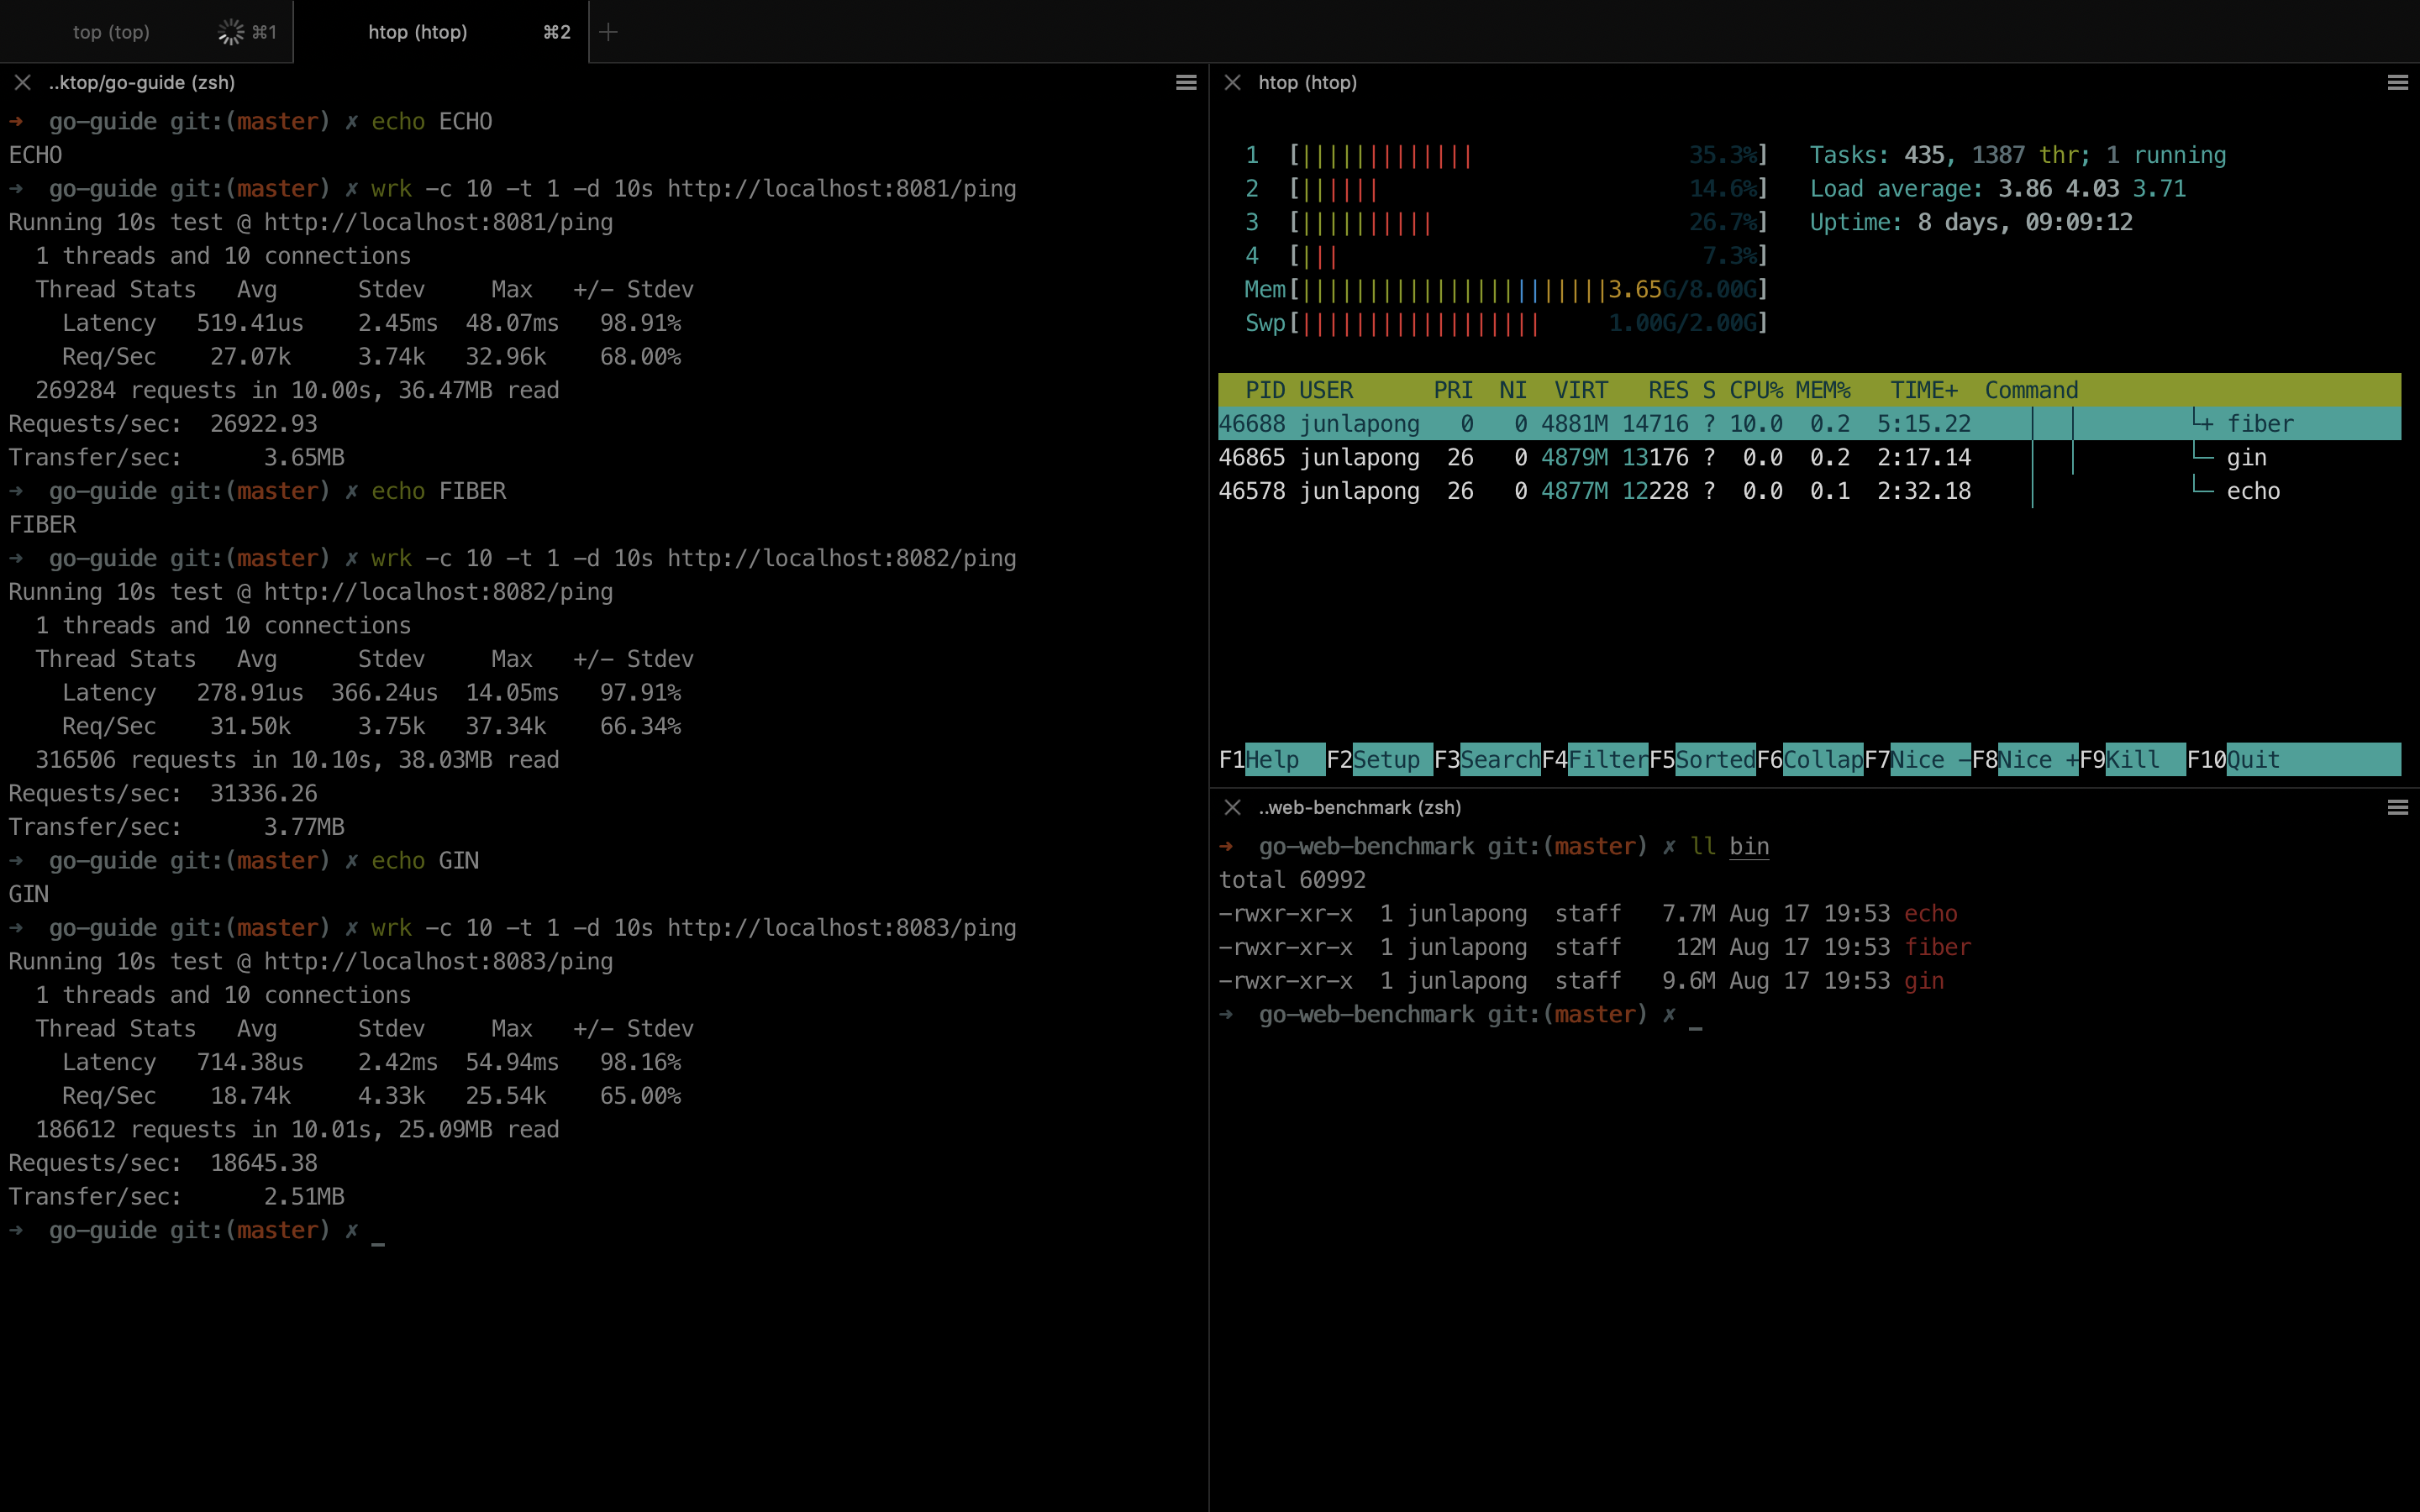 top (top) ⌘1 htop (htop) ⌘2 +
..ktop/go-guide (zsh)
➜  go-guide git:(master) ✗ echo ECHO
ECHO
➜  go-guide git:(master) ✗ wrk -c 10 -t 1 -d 10s http://localhost:8081/ping
Running 10s test @ http://localhost:8081/ping
  1 threads and 10 connections
  Thread Stats   Avg      Stdev     Max   +/- Stdev
    Latency   519.41us    2.45ms  48.07ms   98.91%
    Req/Sec    27.07k     3.74k   32.96k    68.00%
  269284 requests in 10.00s, 36.47MB read
Requests/sec:  26922.93
Transfer/sec:      3.65MB
➜  go-guide git:(master) ✗ echo FIBER
FIBER
➜  go-guide git:(master) ✗ wrk -c 10 -t 1 -d 10s http://localhost:8082/ping
Running 10s test @ http://localhost:8082/ping
  1 threads and 10 connections
  Thread Stats   Avg      Stdev     Max   +/- Stdev
    Latency   278.91us  366.24us  14.05ms   97.91%
    Req/Sec    31.50k     3.75k   37.34k    66.34%
  316506 requests in 10.10s, 38.03MB read
Requests/sec:  31336.26
Transfer/sec:      3.77MB
➜  go-guide git:(master) ✗ echo GIN
GIN
➜  go-guide git:(master) ✗ wrk -c 10 -t 1 -d 10s http://localhost:8083/ping
Running 10s test @ http://localhost:8083/ping
  1 threads and 10 connections
  Thread Stats   Avg      Stdev     Max   +/- Stdev
    Latency   714.38us    2.42ms  54.94ms   98.16%
    Req/Sec    18.74k     4.33k   25.54k    65.00%
  186612 requests in 10.01s, 25.09MB read
Requests/sec:  18645.38
Transfer/sec:      2.51MB
➜  go-guide git:(master) ✗ _
htop (htop)
1 [||||||||||||| 35.3%] Tasks: 435, 1387 thr; 1 running
2 [|||||| 14.6%] Load average: 3.86 4.03 3.71
3 [|||||||||| 26.7%] Uptime: 8 days, 09:09:12
4 [||| 7.3%]
Mem[|||||||||||||||||||||||3.65G/8.00G]
Swp[|||||||||||||||||| 1.00G/2.00G]
PID USER      PRI  NI  VIRT   RES S CPU% MEM%   TIME+  Command
46688 junlapong   0   0 4881M 14716 ? 10.0  0.2  5:15.22 │  │ └+ fiber
46865 junlapong  26   0 4879M 13176 ?  0.0  0.2  2:17.14 │  │ └─ gin
46578 junlapong  26   0 4877M 12228 ?  0.0  0.1  2:32.18 │ └─ echo
F1Help  F2Setup F3SearchF4FilterF5SortedF6CollapF7Nice -F8Nice +F9Kill  F10Quit
..web-benchmark (zsh)
➜  go-web-benchmark git:(master) ✗ ll bin
total 60992
-rwxr-xr-x  1 junlapong  staff   7.7M Aug 17 19:53 echo
-rwxr-xr-x  1 junlapong  staff    12M Aug 17 19:53 fiber
-rwxr-xr-x  1 junlapong  staff   9.6M Aug 17 19:53 gin
➜  go-web-benchmark git:(master) ✗ _